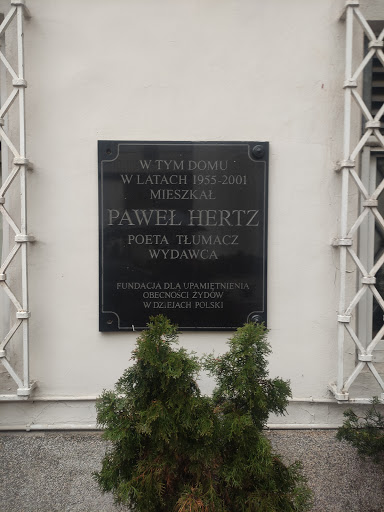 W TYM DOMU
W LATACH 1955-2001
MIESZKAŁ
PAWEŁ HERTZ
POETA TŁUMACZ
WYDAWCA
FUNDACJA DLA UPAMIĘTNIENIA
OBECNOŚCI ŻYDÓW
W DZIEJACH POLSKI